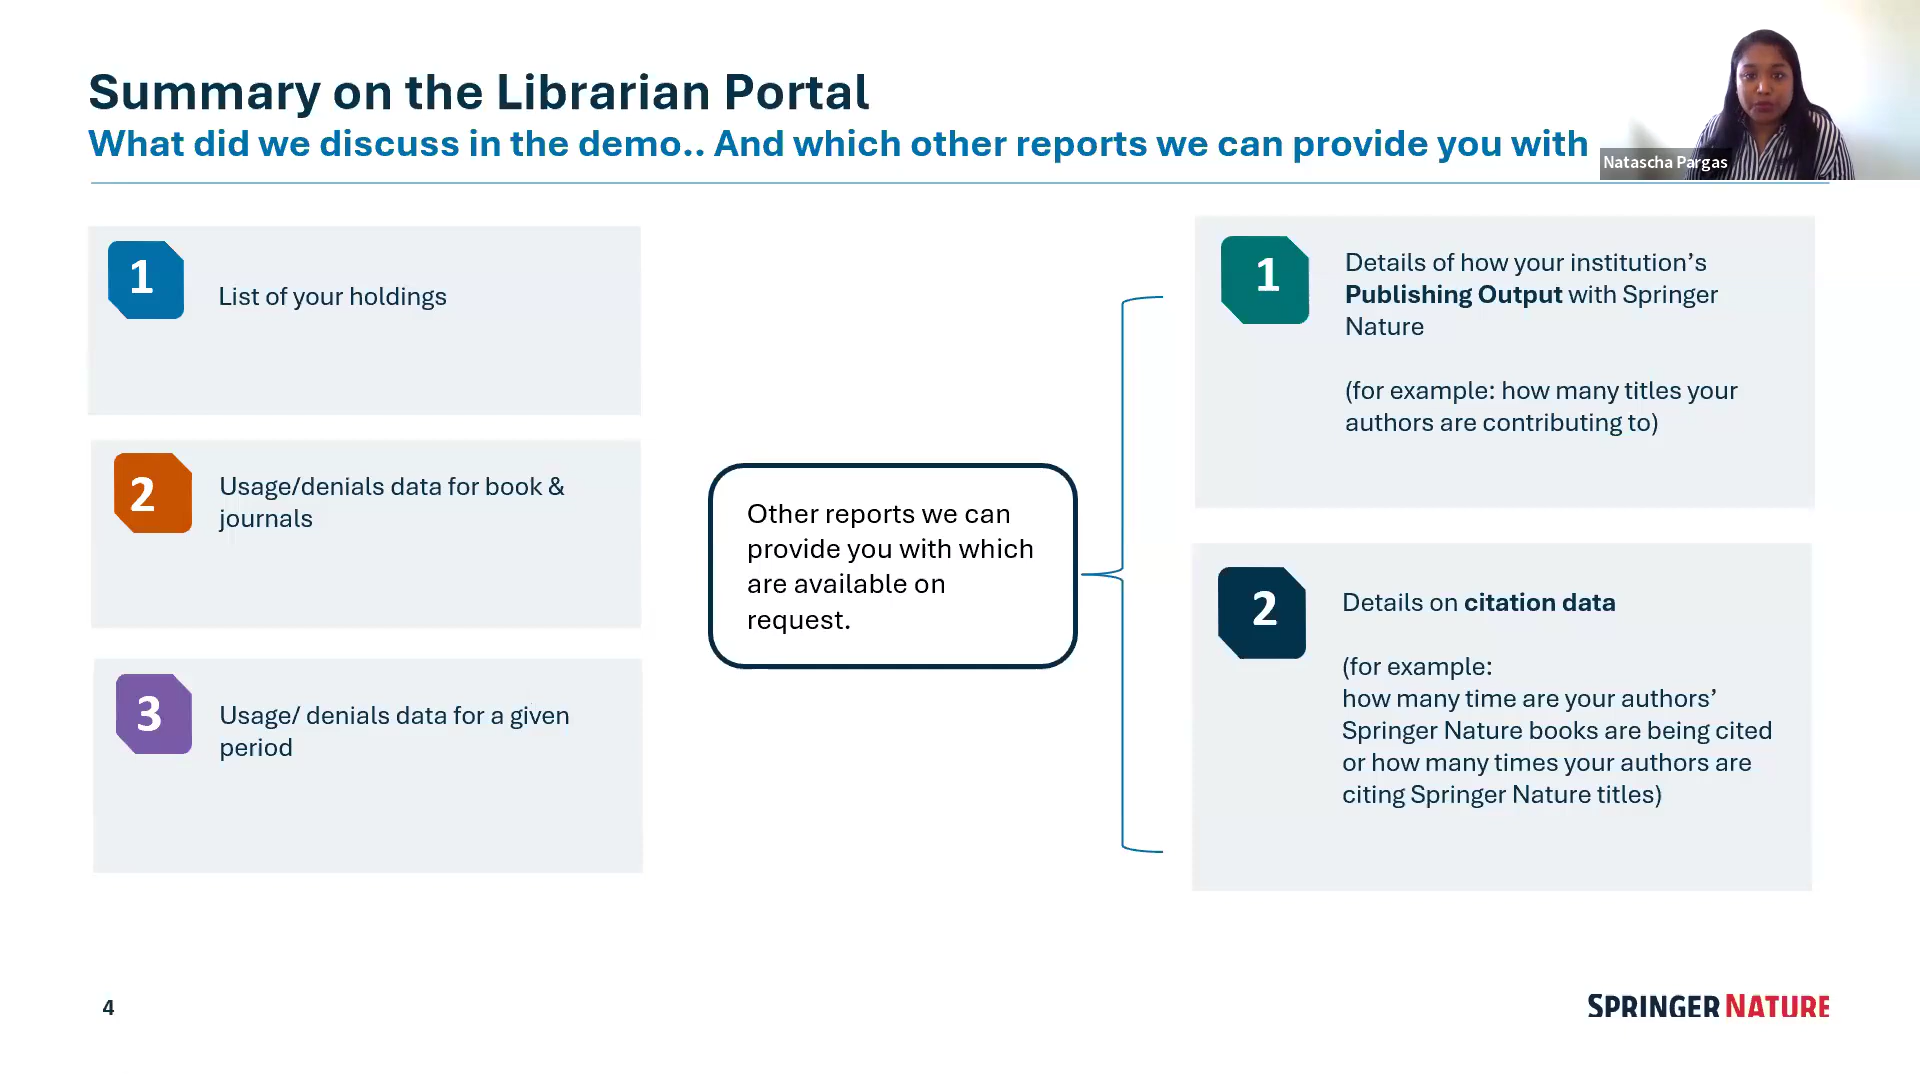 Summary on the Librarian Portal
What did we discuss in the demo.. And which other reports we can provide you with
Natascha Pargas
1
List of your holdings
2
Usage/denials data for book &
journals
3
Usage/ denials data for a given
period
Other reports we can
provide you with which
are available on
request.
1
Details of how your institution’s
Publishing Output with Springer
Nature
(for example: how many titles your
authors are contributing to)
2
Details on citation data
(for example:
how many time are your authors’
Springer Nature books are being cited
or how many times your authors are
citing Springer Nature titles)
4
SPRINGER NATURE